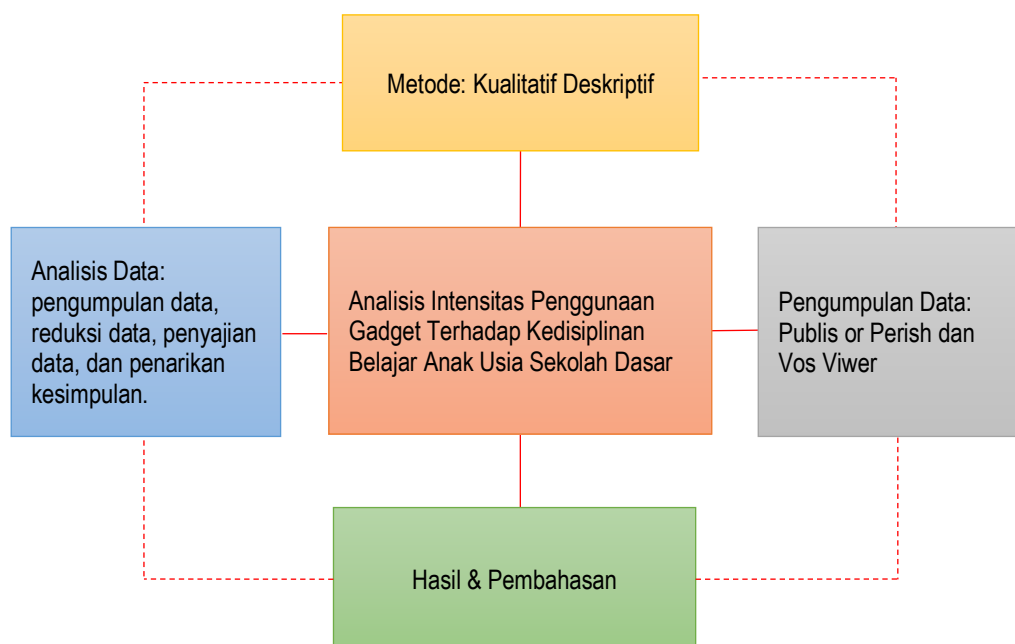 Metode: Kualitatif Deskriptif
Analisis Data:
pengumpulan data,
reduksi data, penyajian
data, dan penarikan
kesimpulan.
Analisis Intensitas Penggunaan
Gadget Terhadap Kedisiplinan
Belajar Anak Usia Sekolah Dasar
Pengumpulan Data:
Publis or Perish dan
Vos Viwer
Hasil & Pembahasan